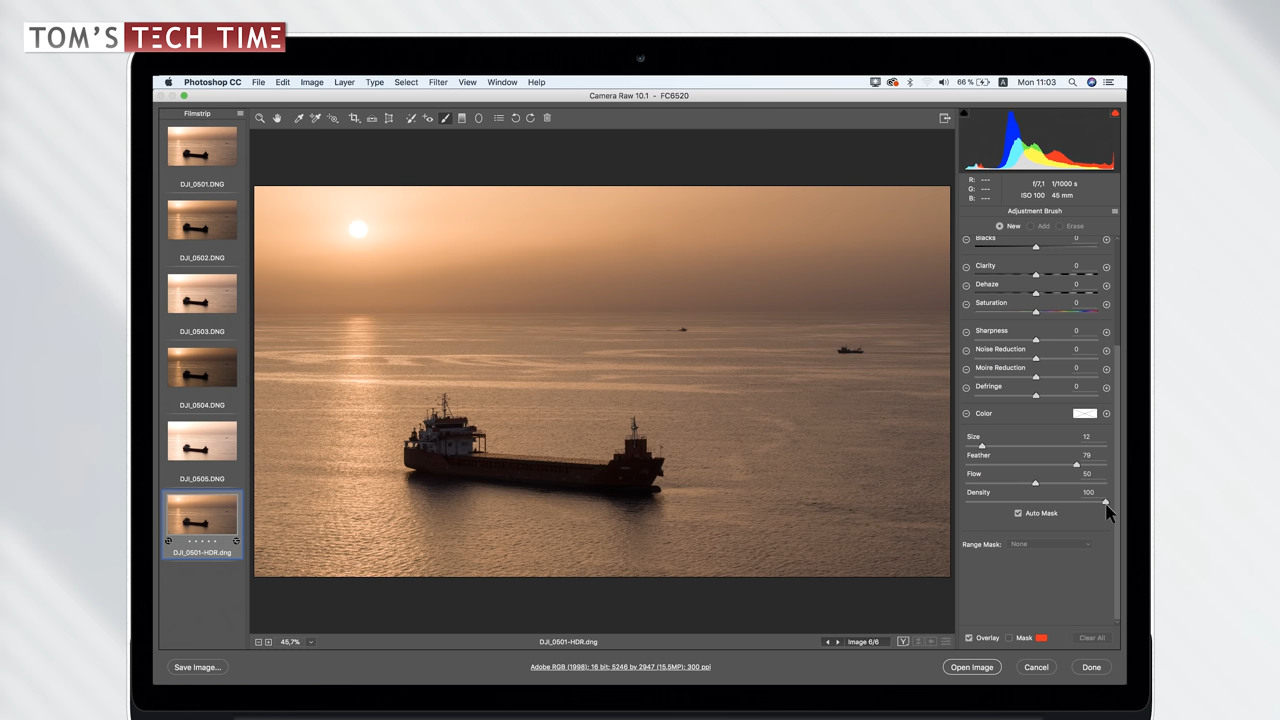 TOM'S TECH TIME
Photoshop CC File Edit Image Layer Type Select Filter View Window Help
66 % A Mon 11:03
Camera Raw 10.1 - FC6520
Filmstrip
DJI_0501.DNG
DJI_0502.DNG
DJI_0503.DNG
DJI_0504.DNG
DJI_0505.DNG
DJI_0501-HDR.dng
R: ---
G: ---
B: ---
f/7,1 1/1000 s
ISO 100 45 mm
Adjustment Brush
New Add Erase
Blacks 0
Clarity 0
Dehaze 0
Saturation 0
Sharpness 0
Noise Reduction 0
Moire Reduction 0
Defringe 0
Color
Size 12
Feather 79
Flow 50
Density 100
Auto Mask
Range Mask: None
45,7% DJI_0501-HDR.dng Image 6/6 Y
Overlay Mask Clear All
Save Image... Adobe RGB (1998); 16 bit; 5246 by 2947 (15,5MP); 300 ppi Open Image Cancel Done